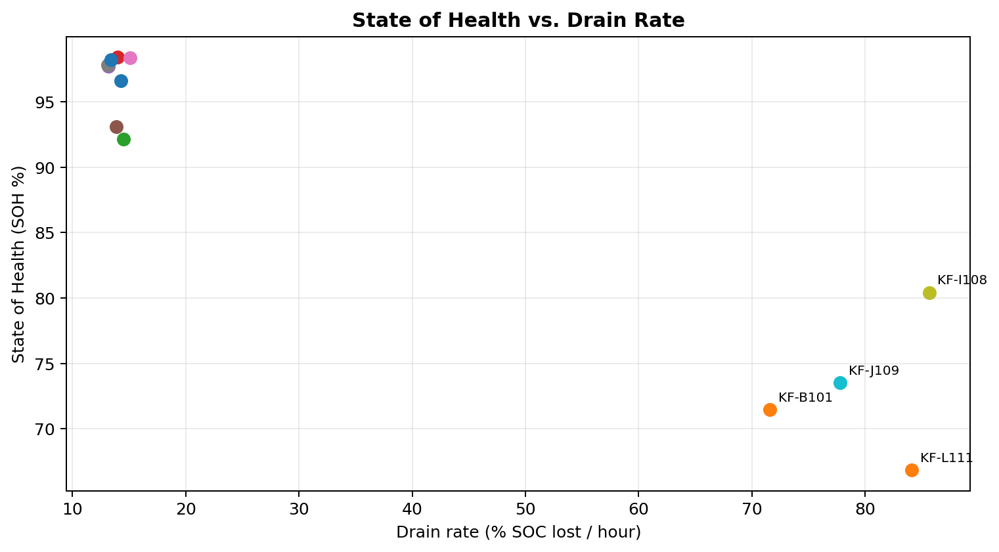 State of Health vs. Drain Rate
State of Health (SOH %)
95
90
85
80
75
70
KF-I108
KF-J109
KF-B101
KF-L111
10 20 30 40 50 60 70 80
Drain rate (% SOC lost / hour)